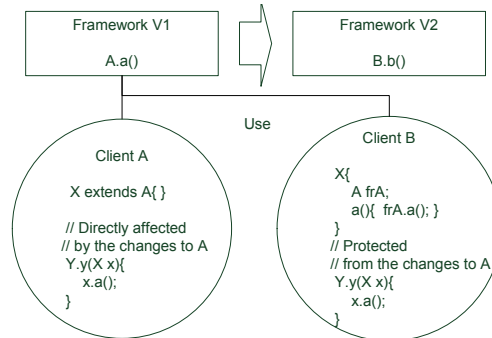 Framework V1
A.a()
Framework V2
B.b()
Use
Client A
X extends A{ }
// Directly affected
// by the changes to A
Y.y(X x){
x.a();
}
Client B
X{
A frA;
a(){ frA.a(); }
}
// Protected
// from the changes to A
Y.y(X x){
x.a();
}